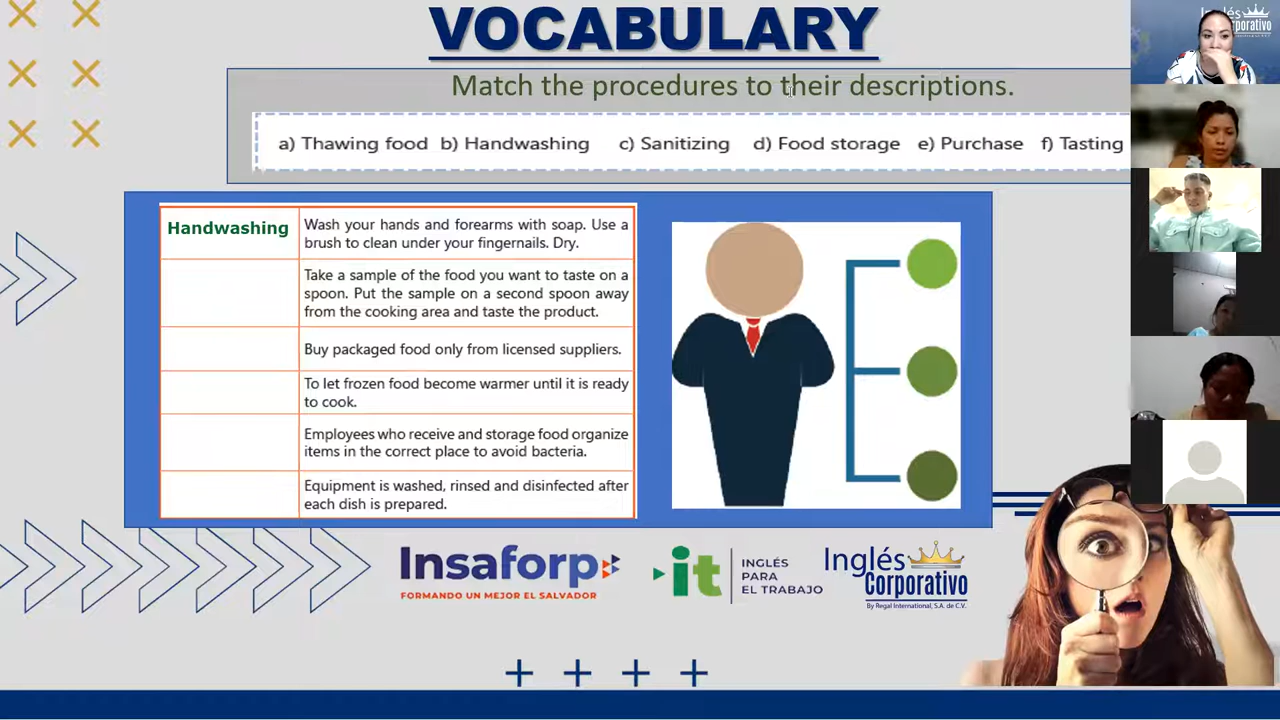 VOCABULARY
Match the procedures to their descriptions.
a) Thawing food b) Handwashing c) Sanitizing d) Food storage e) Purchase f) Tasting
Handwashing
Wash your hands and forearms with soap. Use a
brush to clean under your fingernails. Dry.
Take a sample of the food you want to taste on a
spoon. Put the sample on a second spoon away
from the cooking area and taste the product.
Buy packaged food only from licensed suppliers.
To let frozen food become warmer until it is ready
to cook.
Employees who receive and storage food organize
items in the correct place to avoid bacteria.
Equipment is washed, rinsed and disinfected after
each dish is prepared.
Insaforp
FORMANDO UN MEJOR EL SALVADOR
it
INGLÉS
PARA
EL TRABAJO
Inglés
Corporativo
By Regal International, S.A. de C.V.